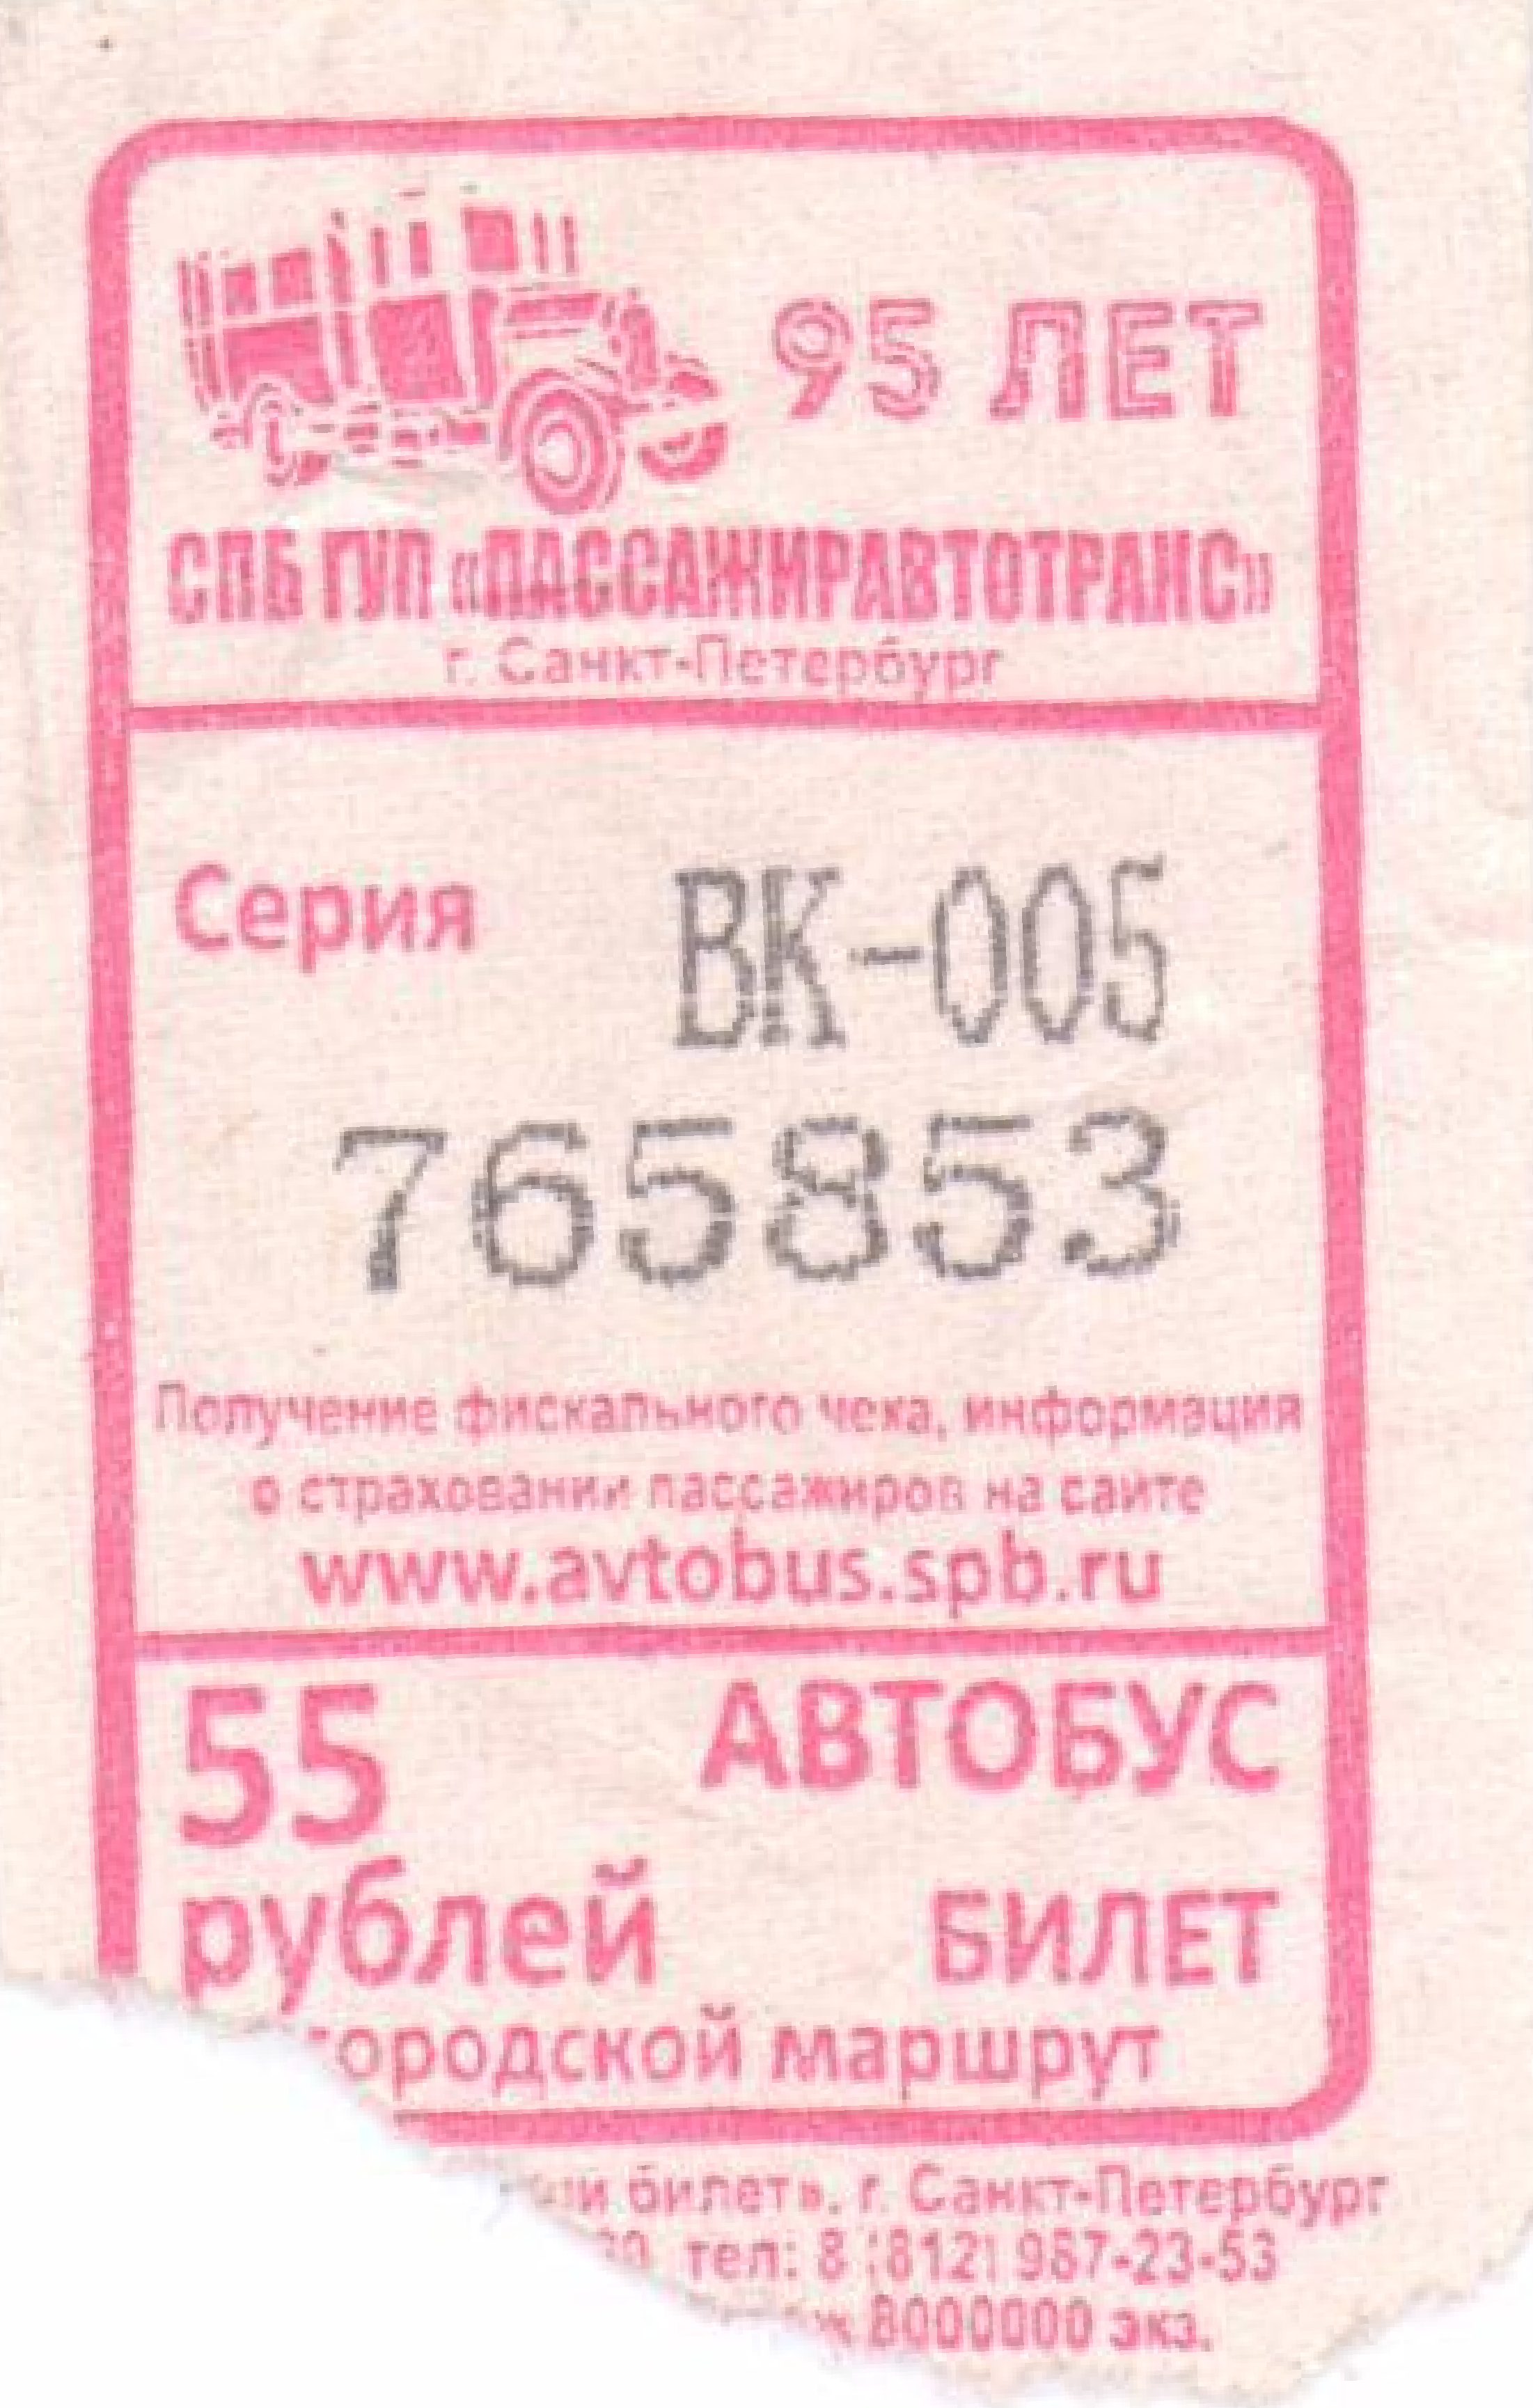 95 ЛЕТ
СПБ ГУП «ПАССАЖИРАВТОТРАНС»
г. Санкт-Петербург
Серия ВК-005
765853
Получение фискального чека, информация
о страховании пассажиров на сайте
www.avtobus.spb.ru
55 АВТОБУС
рублей БИЛЕТ
городской маршрут
билет», г. Санкт-Петербург
тел: 8 (812) 987-23-53
8000000 экз.